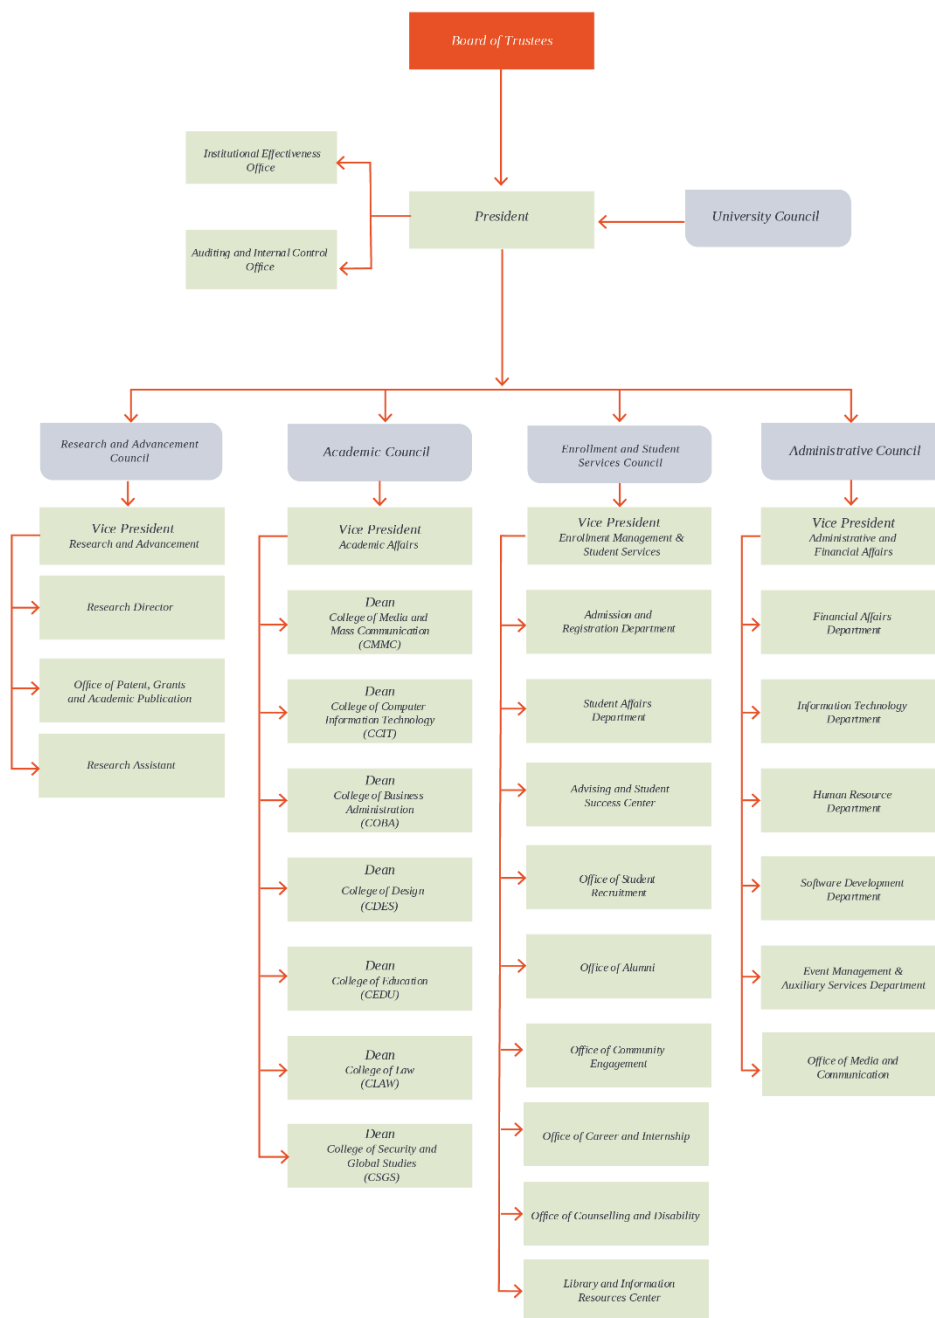 Board of Trustees
Institutional Effectiveness
Office
President
University Council
Auditing and Internal Control
Office
Research and Advancement
Council
Academic Council
Enrollment and Student
Services Council
Administrative Council
Vice President
Research and Advancement
Vice President
Academic Affairs
Vice President
Enrollment Management &
Student Services
Vice President
Administrative and
Financial Affairs
Research Director
Office of Patent, Grants
and Academic Publication
Research Assistant
Dean
College of Media and
Mass Communication
(CMMC)
Dean
College of Computer
Information Technology
(CCIT)
Dean
College of Business
Administration
(COBA)
Dean
College of Design
(CDES)
Dean
College of Education
(CEDU)
Dean
College of Law
(CLAW)
Dean
College of Security and
Global Studies
(CSGS)
Admission and
Registration Department
Student Affairs
Department
Advising and Student
Success Center
Office of Student
Recruitment
Office of Alumni
Office of Community
Engagement
Office of Career and Internship
Office of Counselling and Disability
Library and Information
Resources Center
Financial Affairs
Department
Information Technology
Department
Human Resource
Department
Software Development
Department
Event Management &
Auxiliary Services Department
Office of Media and
Communication